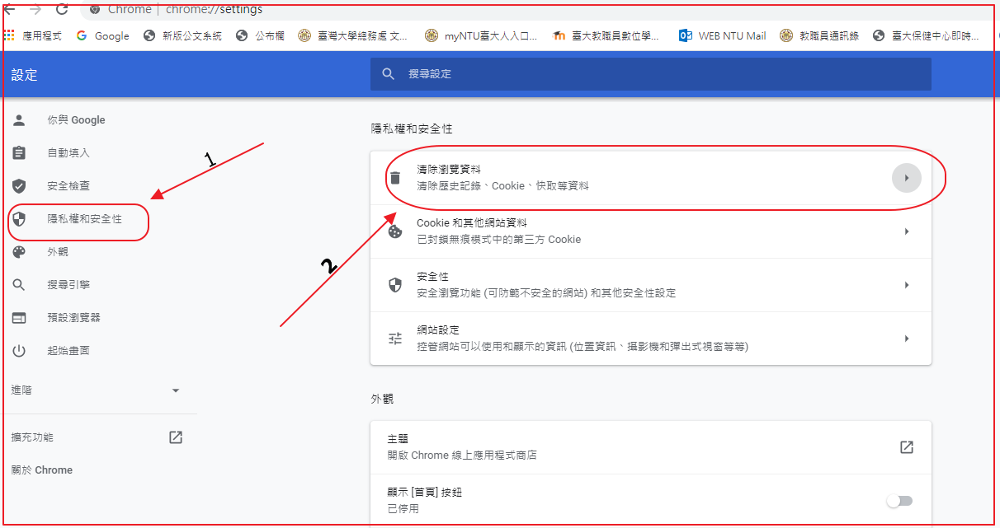 Chrome | chrome://settings
應用程式 Google 新版公文系統 公布欄 臺灣大學總務處 文... myNTU臺大人入口... 臺大教職員數位學... WEB NTU Mail 教職員通訊錄 臺大保健中心即時...
設定
搜尋設定
你與 Google
自動填入
安全檢查
隱私權和安全性
外觀
搜尋引擎
預設瀏覽器
起始畫面
進階
擴充功能
關於 Chrome
1
2
隱私權和安全性
清除瀏覽資料
清除歷史記錄、Cookie、快取等資料
Cookie 和其他網站資料
已封鎖無痕模式中的第三方 Cookie
安全性
安全瀏覽功能 (可防範不安全的網站) 和其他安全性設定
網站設定
控管網站可以使用和顯示的資訊 (位置資訊、攝影機和彈出式視窗等等)
外觀
主題
開啟 Chrome 線上應用程式商店
顯示 [首頁] 按鈕
已停用